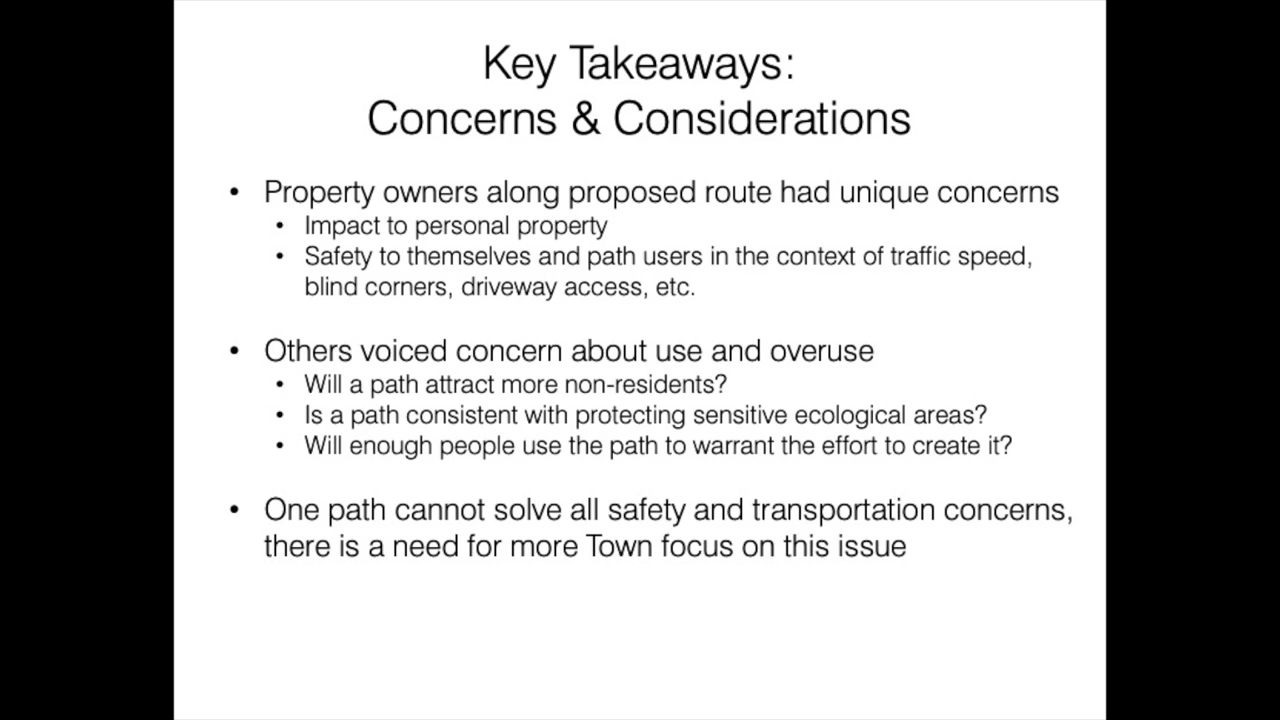 Key Takeaways:
Concerns & Considerations
• Property owners along proposed route had unique concerns
• Impact to personal property
• Safety to themselves and path users in the context of traffic speed,
blind corners, driveway access, etc.
• Others voiced concern about use and overuse
• Will a path attract more non-residents?
• Is a path consistent with protecting sensitive ecological areas?
• Will enough people use the path to warrant the effort to create it?
• One path cannot solve all safety and transportation concerns,
there is a need for more Town focus on this issue